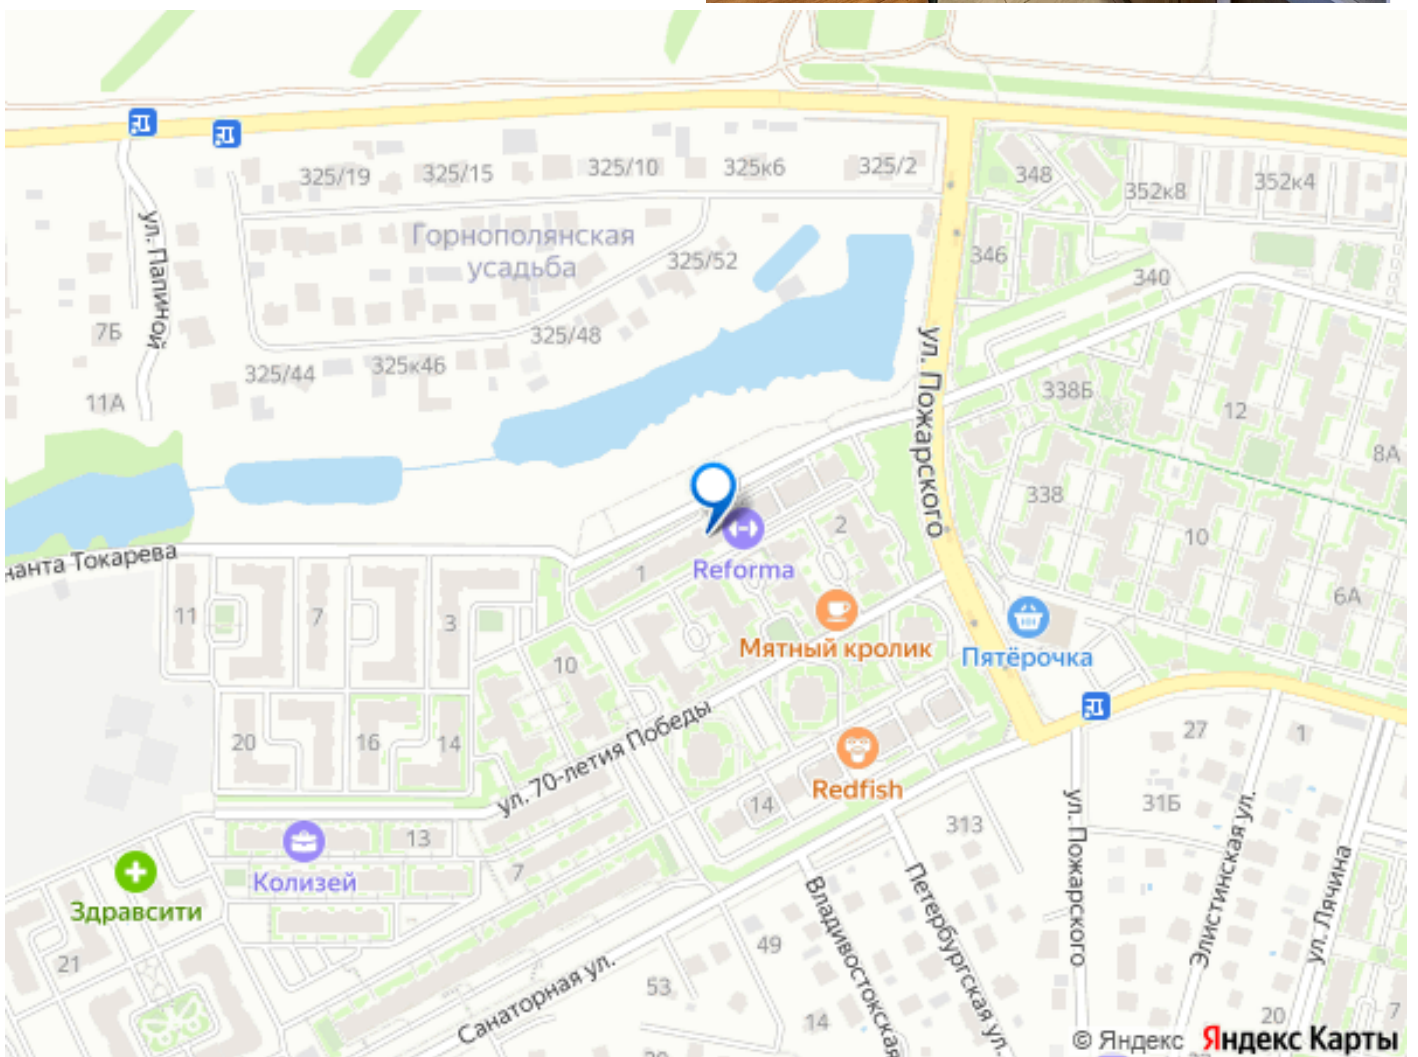 325/19
325/15
325/10
325к6
325/2
348
352к8
352к4
ул. Папиной
Горнополянская
усадьба
325/52
346
340
7Б
325/48
325/44
325к46
11А
ул. Пожарского
338Б
12
8А
338
2
10
нанта Токарева
1
Reforma
11
7
3
6А
Мятный кролик
Пятёрочка
10
20
16
14
ул. 70-летия Победы
Redfish
14
27
1
31Б
313
13
7
Колизей
Здравсити
21
ул. Пожарского
Элистинская ул.
ул. Лячина
Владивостокская
Петербургская ул.
49
53
Санаторная ул.
14
20
7
© Яндекс Яндекс Карты